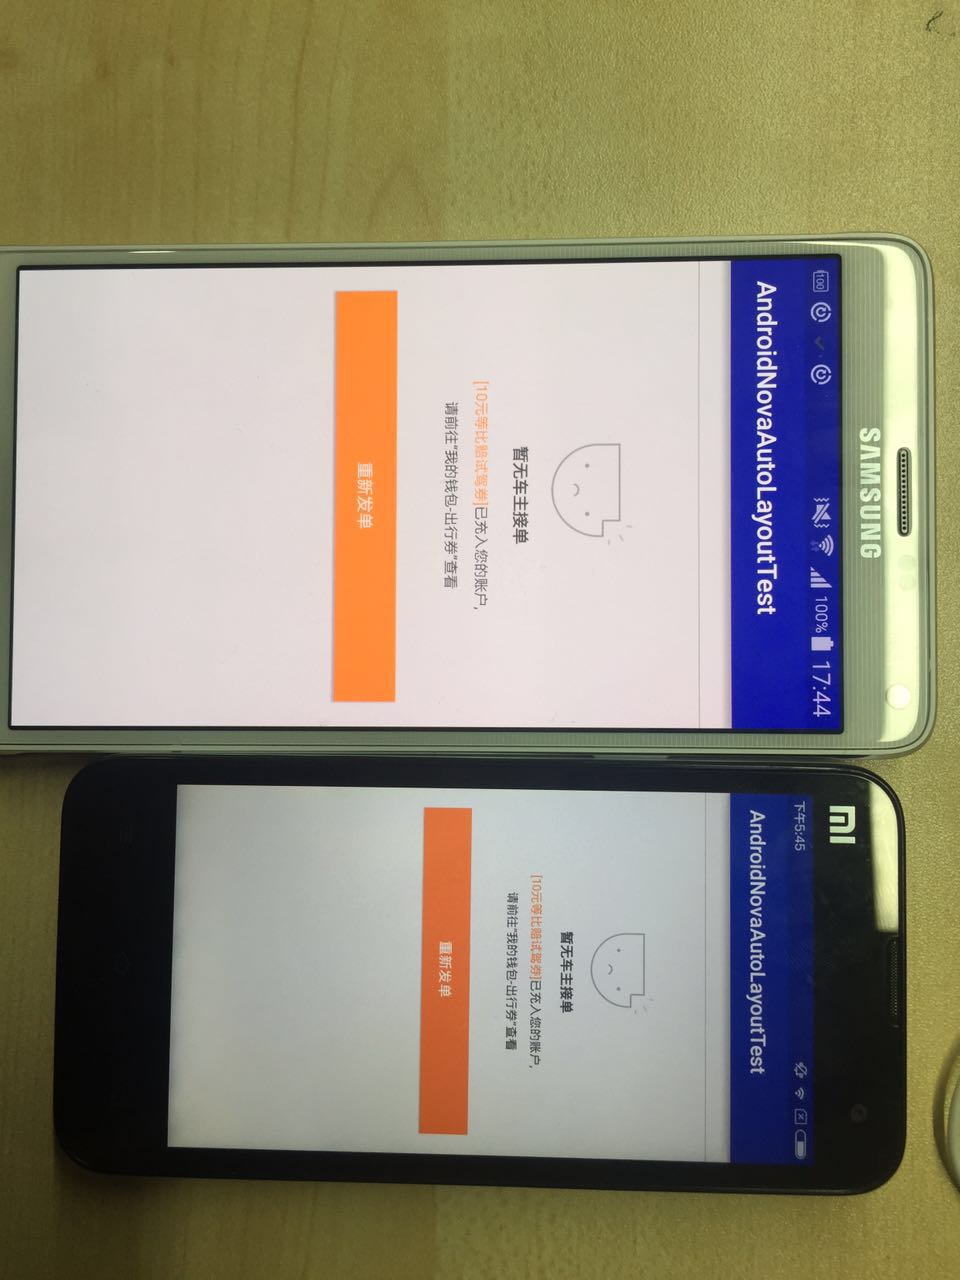 SAMSUNG
100
100%
17:44
AndroidNovaAutoLayoutTest
暂无车主接单
[10元等比赔试驾券]已充入您的账户,
请前往"我的钱包-出行券"查看
重新发单
MI
下午5:45
AndroidNovaAutoLayoutTest
暂无车主接单
[10元等比赔试驾券]已充入您的账户,
请前往"我的钱包-出行券"查看
重新发单